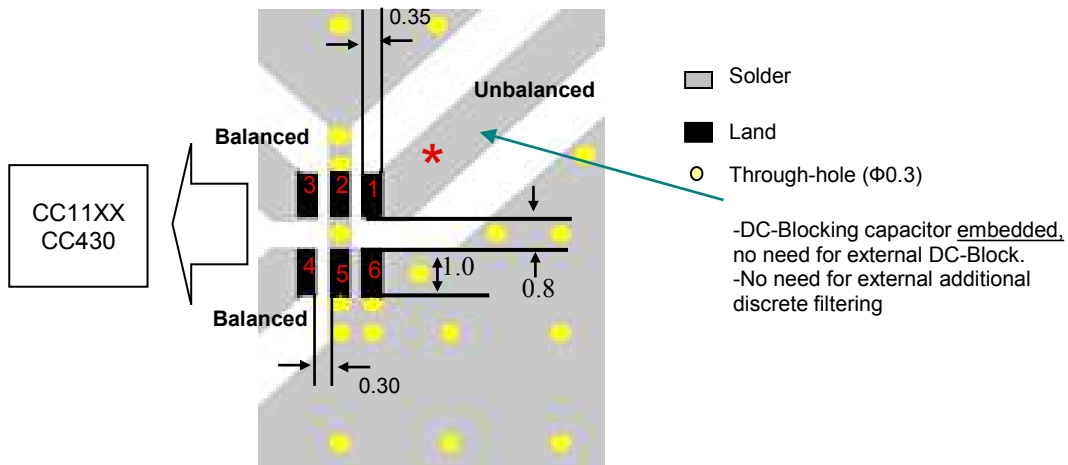 0.35
Solder
Unbalanced
Balanced
Land
*
Through-hole (Φ0.3)
3 2 1
CC11XX
CC430
-DC-Blocking capacitor embedded,
no need for external DC-Block.
-No need for external additional
discrete filtering
4 5 6
1.0
0.8
Balanced
0.30